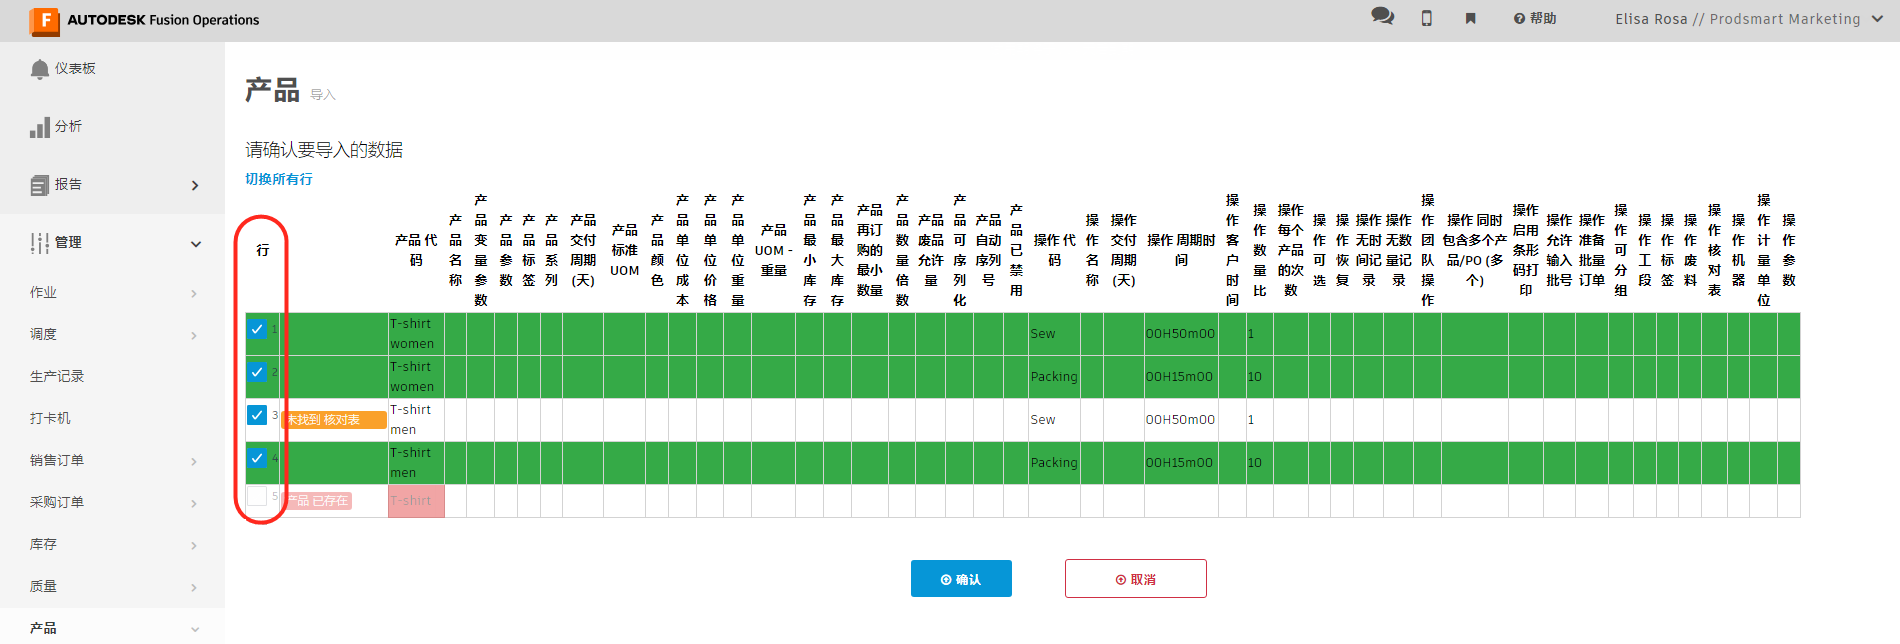 AUTODESK Fusion Operations
帮助
Elisa Rosa // Prodsmart Marketing
仪表板
分析
报告
管理
作业
调度
生产记录
打卡机
销售订单
采购订单
库存
质量
产品
产品 导入
请确认要导入的数据
切换所有行
行
产品 代码
产品 名称
产品 变量参数
产品 参数
产品 标签
产品 系列
产品 交付周期 (天)
产品 标准 UOM
产品 颜色
产品 单位成本
产品 单位价格
产品 单位重量
产品 UOM - 重量
产品 最小库存
产品 最大库存
产品 再订购的最小数量
产品 数量倍数
产品 废品允许量
产品 可序列化
产品 自动序列号
产品 已禁用
操作 代码
操作 名称
操作 交付周期 (天)
操作 周期时间
操作 客户时间
操作 数量比
操作 每个产品的次数
操作 可选
操作 恢复
操作 无时间记录
操作 无数量记录
操作 团队操作
操作 同时包含多个产品/PO (多个)
操作 启用条形码打印
操作 允许输入批号
操作 准备批量订单
操作 可分组
操作 工段
操作 标签
操作 废料
操作 核对表
操作 机器
操作 计量单位
操作 参数
1 T-shirt women Sew 00H50m00 1
2 T-shirt women Packing 00H15m00 10
3 未找到 核对表 T-shirt men Sew 00H50m00 1
4 T-shirt men Packing 00H15m00 10
5 产品 已存在 T-shirt
确认
取消